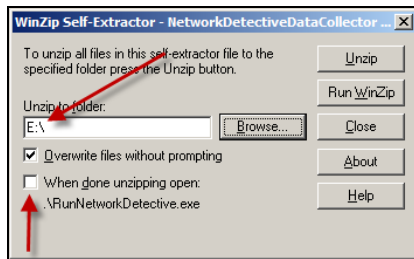 WinZip Self-Extractor - NetworkDetectiveDataCollector ...
To unzip all files in this self-extractor file to the
specified folder press the Unzip button.
Unzip to folder:
E:\
Browse...
Overwrite files without prompting
When done unzipping open:
.\RunNetworkDetective.exe
Unzip
Run WinZip
Close
About
Help